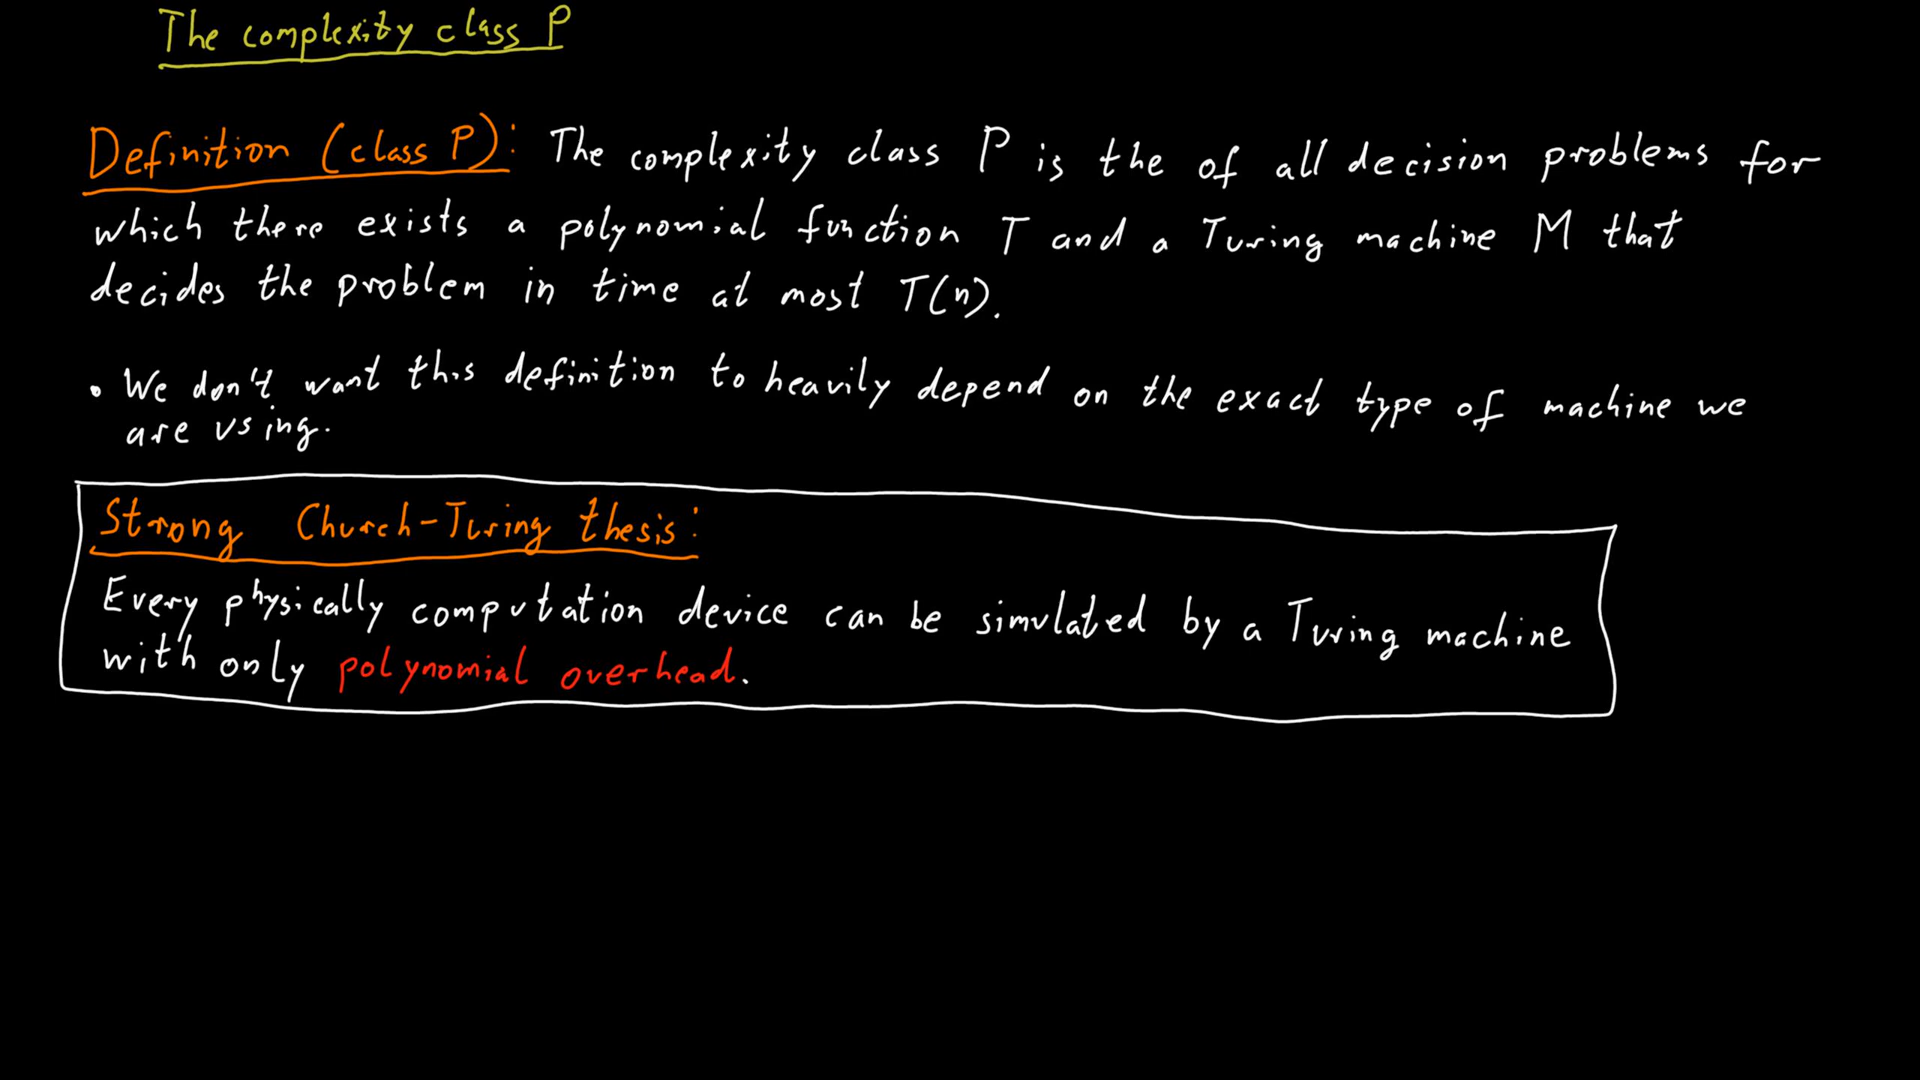 The complexity class P
Definition (class P): The complexity class P is the of all decision problems for
which there exists a polynomial function T and a Turing machine M that
decides the problem in time at most T(n).
• We don't want this definition to heavily depend on the exact type of machine we
are using.
Strong Church-Turing thesis:
Every physically computation device can be simulated by a Turing machine
with only polynomial overhead.